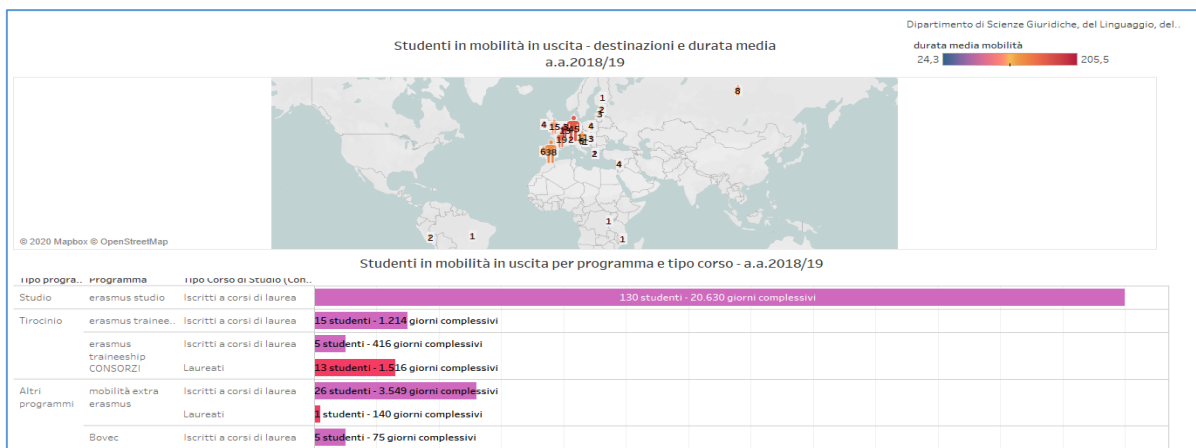 Dipartimento di Scienze Giuridiche, del Linguaggio, del..
Studenti in mobilità in uscita - destinazioni e durata media
a.a.2018/19
durata media mobilità
24,3 205,5
1
8
2
3
4
4
15
45
19 2
3
6 38
2
4
1
1
2
1
© 2020 Mapbox © OpenStreetMap
Studenti in mobilità in uscita per programma e tipo corso - a.a.2018/19
Tipo progra.. Programma Tipo Corso di Studio (Con..
Studio erasmus studio Iscritti a corsi di laurea 130 studenti - 20.630 giorni complessivi
Tirocinio erasmus trainee.. Iscritti a corsi di laurea 15 studenti - 1.214 giorni complessivi
erasmus traineeship CONSORZI Iscritti a corsi di laurea 5 studenti - 416 giorni complessivi
Laureati 13 studenti - 1.516 giorni complessivi
Altri programmi mobilità extra erasmus Iscritti a corsi di laurea 26 studenti - 3.549 giorni complessivi
Laureati 1 studenti - 140 giorni complessivi
Bovec Iscritti a corsi di laurea 5 studenti - 75 giorni complessivi